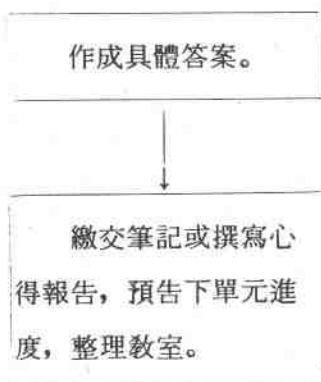 作成具體答案。
繳交筆記或撰寫心
得報告，預告下單元進
度，整理教室。